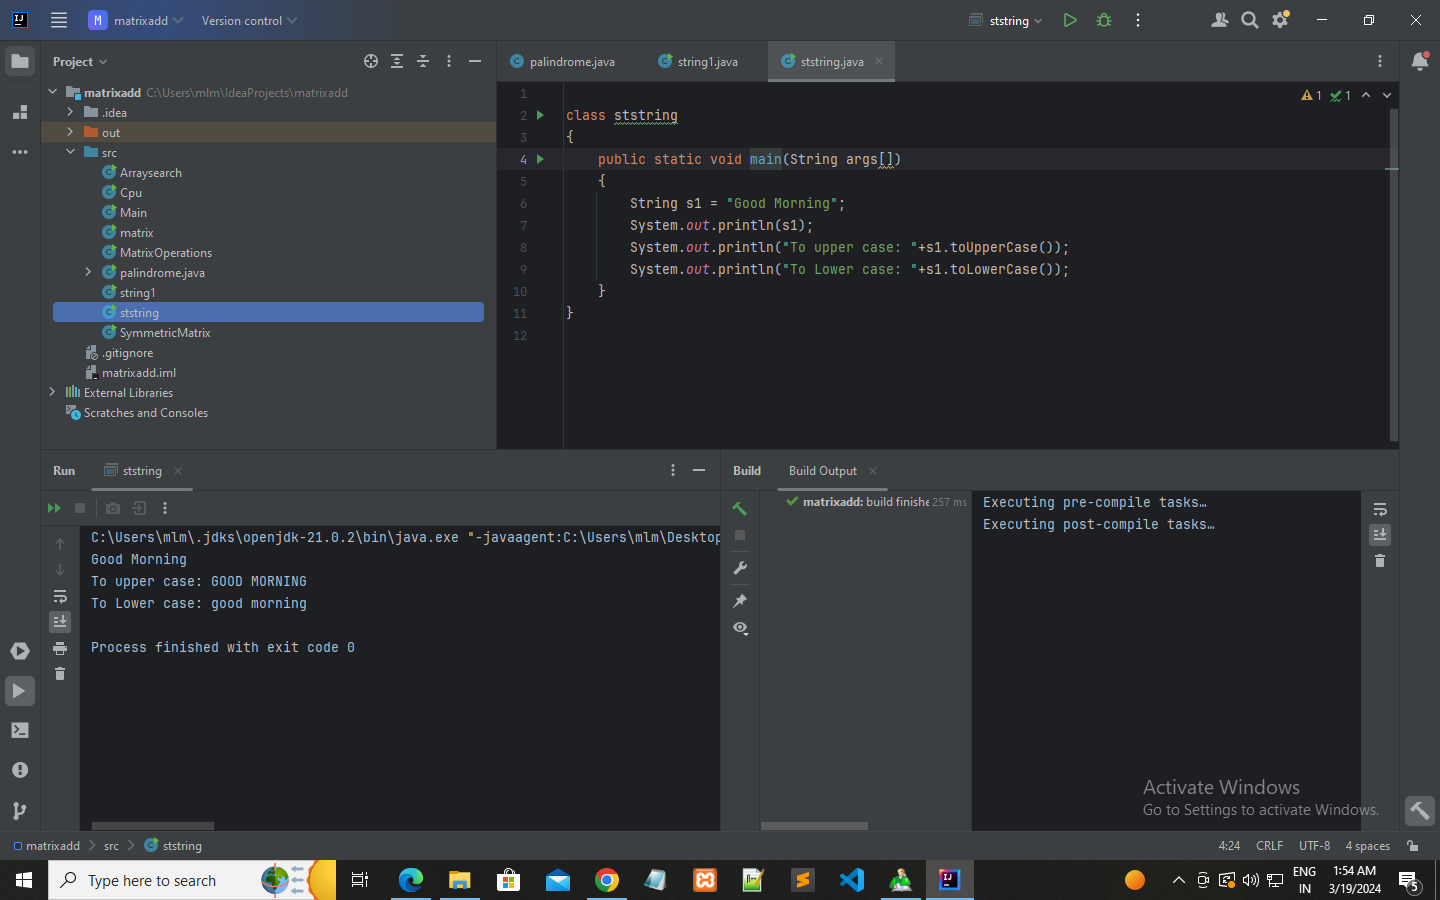 M matrixadd Version control ststring
Project
palindrome.java string1.java ststring.java
matrixadd C:\Users\mlm\IdeaProjects\matrixadd
.idea
out
src
Arraysearch
Cpu
Main
matrix
MatrixOperations
palindrome.java
string1
ststring
SymmetricMatrix
.gitignore
matrixadd.iml
External Libraries
Scratches and Consoles
1 1
1
2 class ststring
3 {
4 public static void main(String args[])
5 {
6 String s1 = "Good Morning";
7 System.out.println(s1);
8 System.out.println("To upper case: "+s1.toUpperCase());
9 System.out.println("To Lower case: "+s1.toLowerCase());
10 }
11 }
12
Run ststring
C:\Users\mlm\.jdks\openjdk-21.0.2\bin\java.exe "-javaagent:C:\Users\mlm\Desktop
Good Morning
To upper case: GOOD MORNING
To Lower case: good morning
Process finished with exit code 0
Build Build Output
matrixadd: build finishe 257 ms
Executing pre-compile tasks…
Executing post-compile tasks…
Activate Windows
Go to Settings to activate Windows.
matrixadd src ststring
4:24 CRLF UTF-8 4 spaces
Type here to search
ENG
IN
1:54 AM
3/19/2024
5